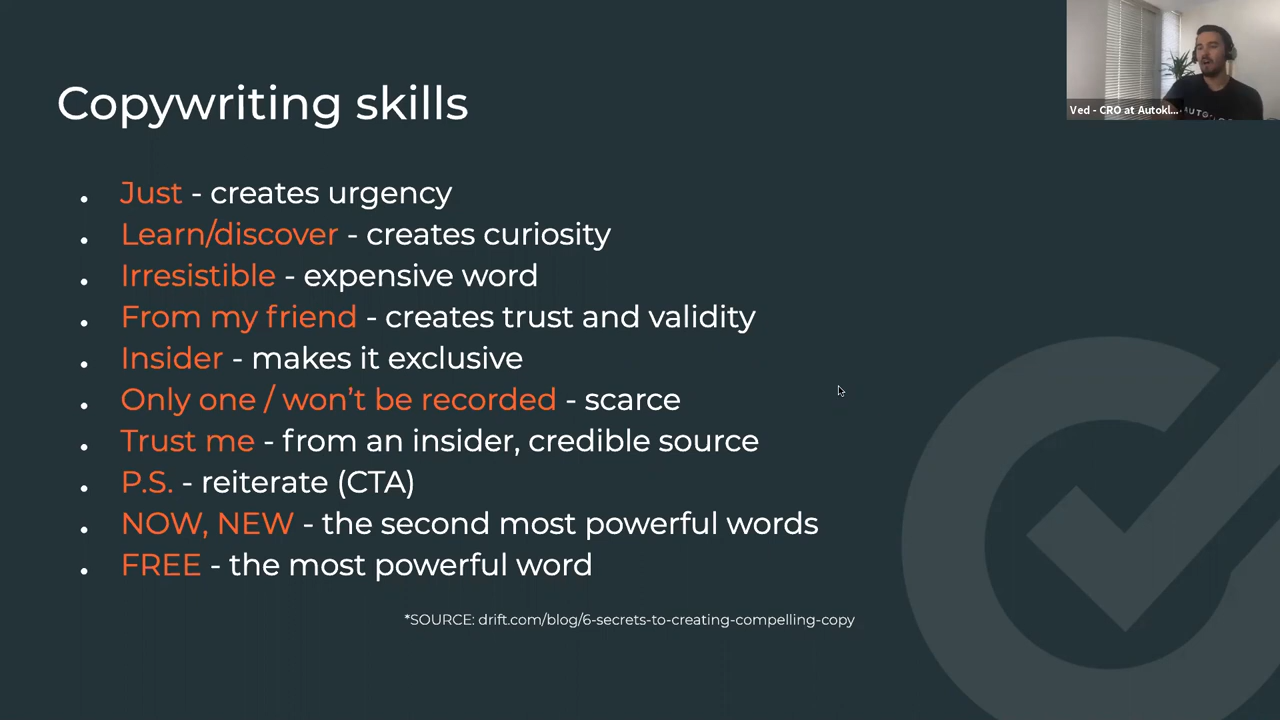 Copywriting skills
Just - creates urgency
Learn/discover - creates curiosity
Irresistible - expensive word
From my friend - creates trust and validity
Insider - makes it exclusive
Only one / won’t be recorded - scarce
Trust me - from an insider, credible source
P.S. - reiterate (CTA)
NOW, NEW - the second most powerful words
FREE - the most powerful word
*SOURCE: drift.com/blog/6-secrets-to-creating-compelling-copy
Ved - CRO at Autokl...